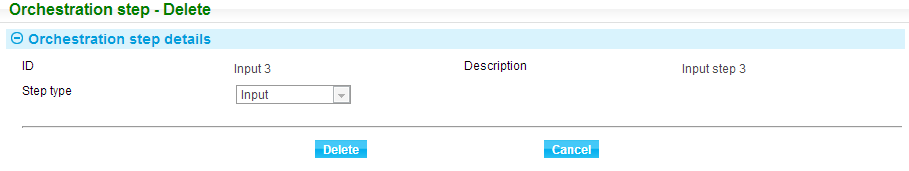 Orchestration step - Delete
Orchestration step details
ID Input 3 Description Input step 3
Step type Input
Delete Cancel